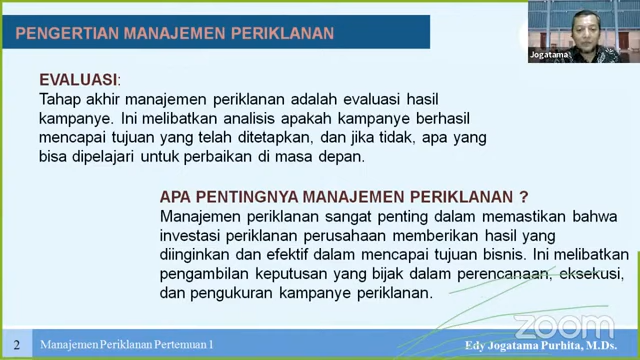 PENGERTIAN MANAJEMEN PERIKLANAN
Jogatama
EVALUASI:
Tahap akhir manajemen periklanan adalah evaluasi hasil
kampanye. Ini melibatkan analisis apakah kampanye berhasil
mencapai tujuan yang telah ditetapkan, dan jika tidak, apa yang
bisa dipelajari untuk perbaikan di masa depan.
APA PENTINGNYA MANAJEMEN PERIKLANAN ?
Manajemen periklanan sangat penting dalam memastikan bahwa
investasi periklanan perusahaan memberikan hasil yang
diinginkan dan efektif dalam mencapai tujuan bisnis. Ini melibatkan
pengambilan keputusan yang bijak dalam perencanaan, eksekusi,
dan pengukuran kampanye periklanan.
zoom
2 Manajemen Periklanan Pertemuan 1
Edy Jogatama Purhita, M.Ds.